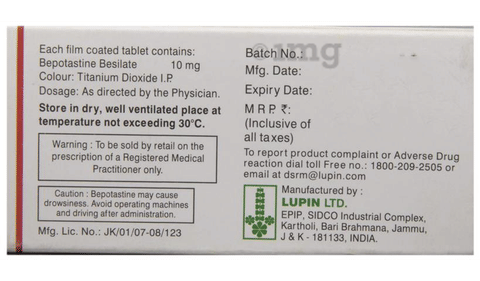 Each film coated tablet contains:
Bepotastine Besilate 10 mg
Colour: Titanium Dioxide I.P.
Dosage: As directed by the Physician.
Store in dry, well ventilated place at
temperature not exceeding 30°C.
Warning : To be sold by retail on the
prescription of a Registered Medical
Practitioner only.
Caution : Bepotastine may cause
drowsiness. Avoid operating machines
and driving after administration.
Mfg. Lic. No.: JK/01/07-08/123
1mg
Batch No.:
Mfg. Date:
Expiry Date:
M R P. ₹:
(Inclusive of
all taxes)
To report product complaint or Adverse Drug
reaction dial toll Free no.: 1800-209-2505 or
email at dsrm@lupin.com
Manufactured by :
LUPIN LTD.
EPIP, SIDCO Industrial Complex,
Kartholi, Bari Brahmana, Jammu,
J & K - 181133, INDIA.